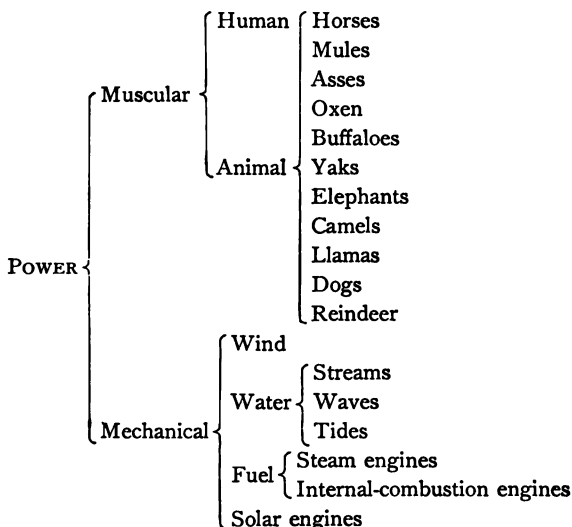 Human Horses
Mules
Muscular Asses
Oxen
Buffaloes
Animal Yaks
Elephants
Camels
Llamas
POWER Dogs
Reindeer
Wind
Streams
Water Waves
Mechanical Tides
Fuel Steam engines
Internal-combustion engines
Solar engines